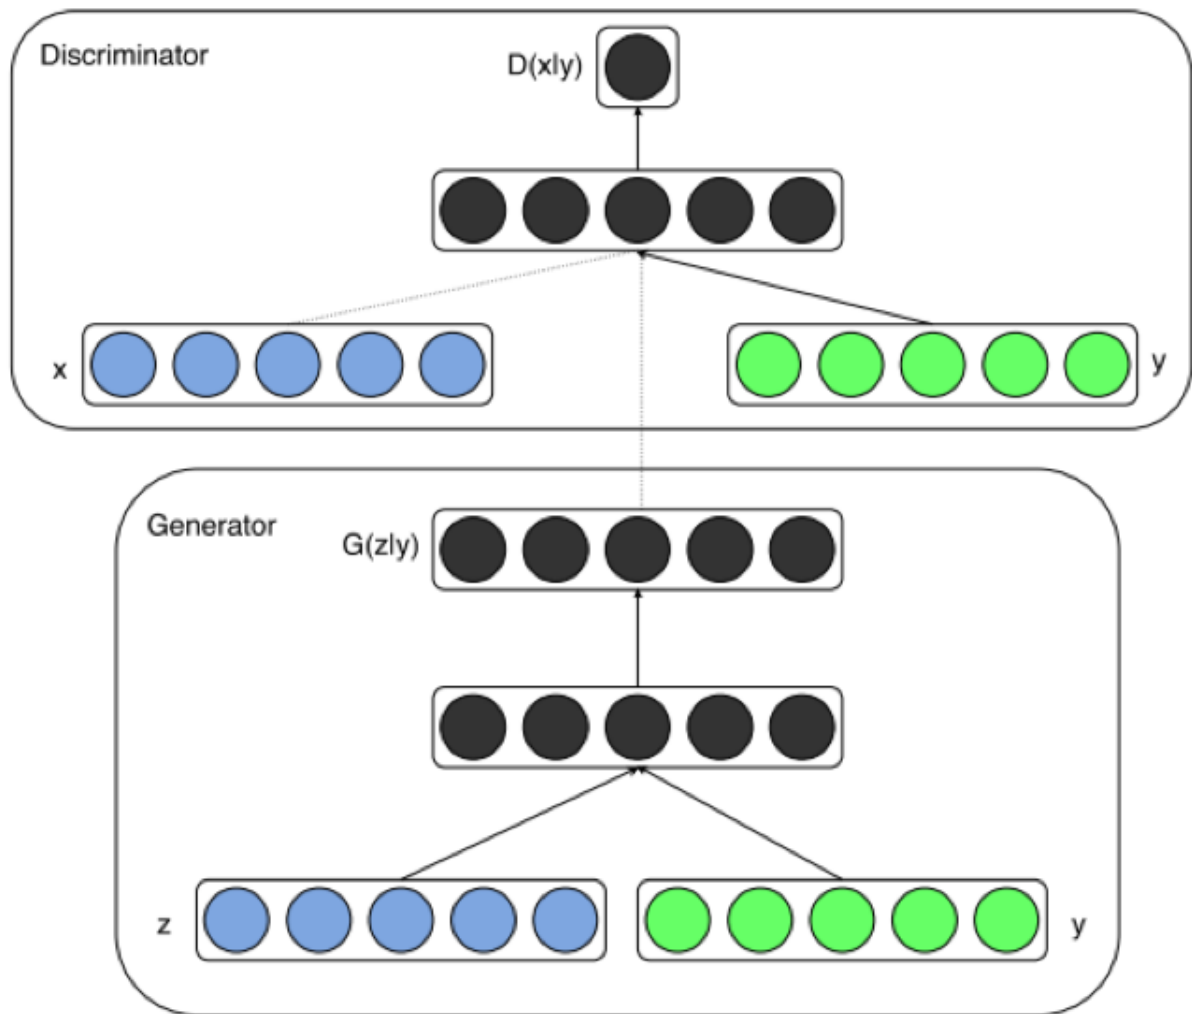 Discriminator
D(x|y)
x
y
Generator
G(z|y)
z
y